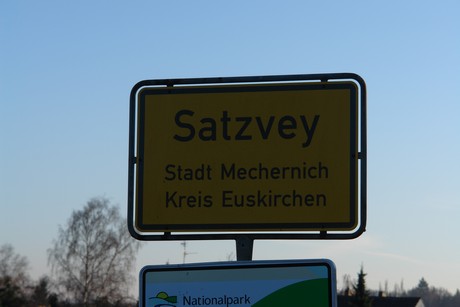 Satzvey
Stadt Mechernich
Kreis Euskirchen
Nationalpark